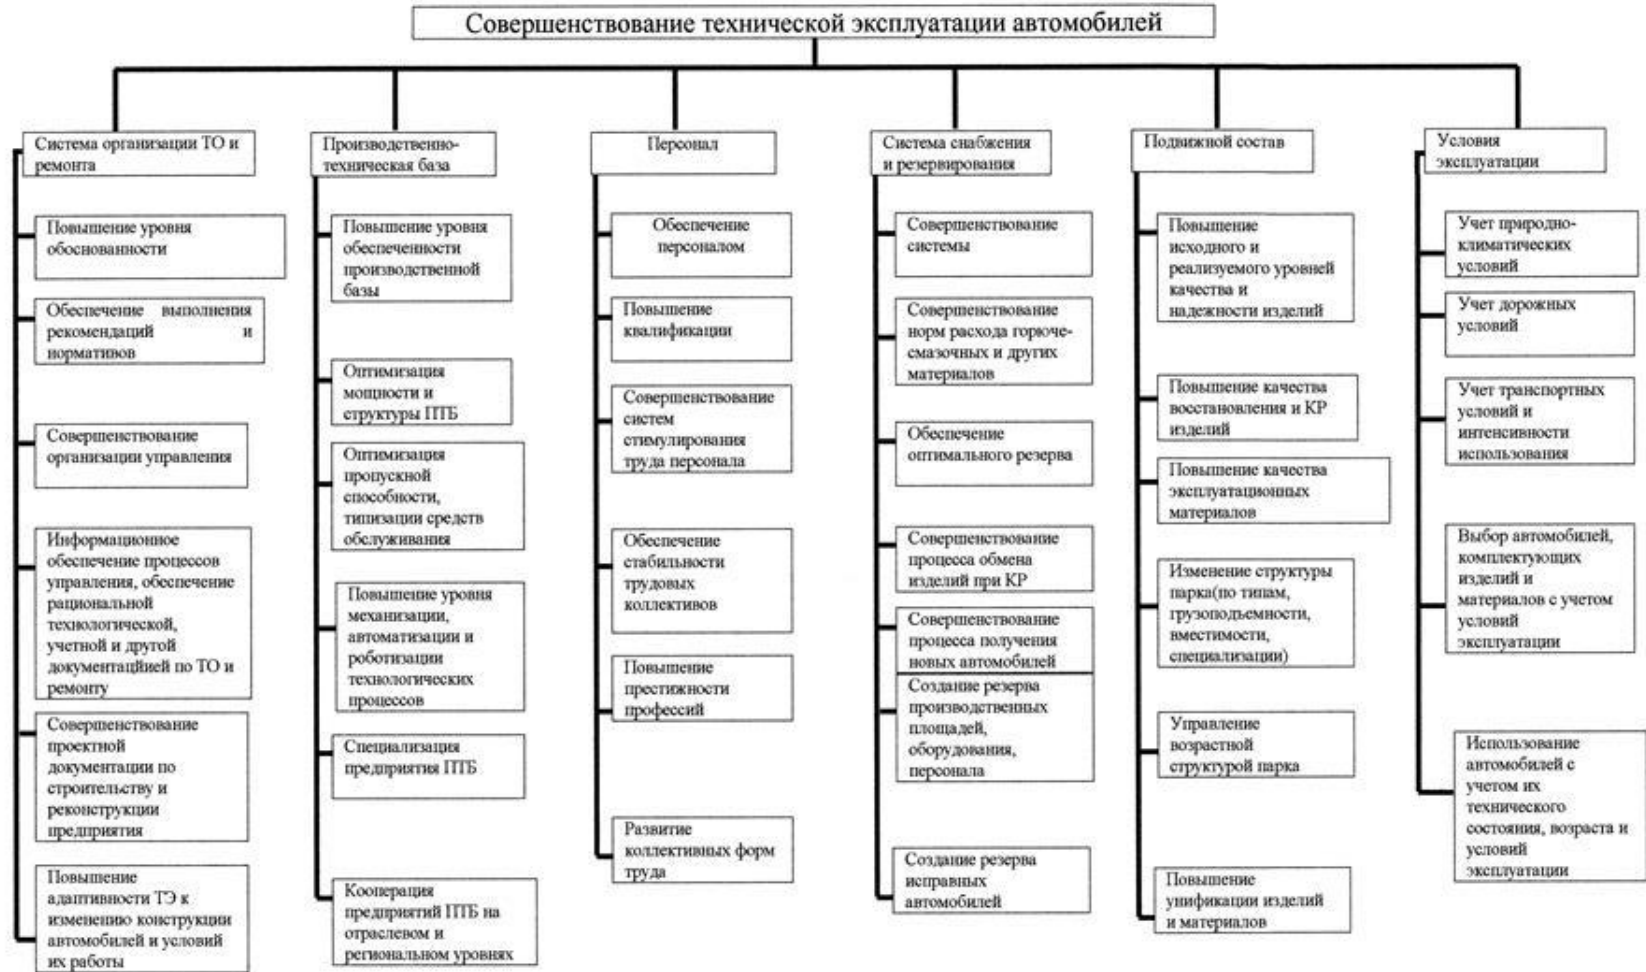 Совершенствование технической эксплуатации автомобилей
Система организации ТО и
ремонта
Повышение уровня
обоснованности
Обеспечение выполнения
рекомендаций и
нормативов
Совершенствование
организации управления
Информационное
обеспечение процессов
управления, обеспечение
рациональной
технологической,
учетной и другой
документацйией по ТО и
ремонту
Совершенствование
проектной
документации по
строительству и
реконструкции
предприятия
Повышение
адаптивности ТЭ к
изменению конструкции
автомобилей и условий
их работы
Производственно-
техническая база
Повышение уровня
обеспеченности
производственной
базы
Оптимизация
мощности и
структуры ПТБ
Оптимизация
пропускной
способности,
типизации средств
обслуживания
Повышение уровня
механизации,
автоматизации и
роботизации
технологических
процессов
Специализация
предприятия ПТБ
Кооперация
предприятий ПТБ на
отраслевом и
региональном уровнях
Персонал
Обеспечение
персоналом
Повышение
квалификации
Совершенствование
систем
стимулирования
труда персонала
Обеспечение
стабильности
трудовых
коллективов
Повышение
престижности
профессий
Развитие
коллективных форм
труда
Система снабжения
и резервирования
Совершенствование
системы
Совершенствование
норм расхода горюче-
смазочных и других
материалов
Обеспечение
оптимального резерва
Совершенствование
процесса обмена
изделий при КР
Совершенствование
процесса получения
новых автомобилей
Создание резерва
производственных
площадей,
оборудования,
персонала
Создание резерва
исправных
автомобилей
Подвижной состав
Повышение
исходного и
реализуемого уровней
качества и
надежности изделий
Повышение качества
восстановления и КР
изделий
Повышение качества
эксплуатационных
материалов
Изменение структуры
парка(по типам,
грузоподъемности,
вместимости,
специализации)
Управление
возрастной
структурой парка
Повышение
унификации изделий
и материалов
Условия
эксплуатации
Учет природно-
климатических
условий
Учет дорожных
условий
Учет транспортных
условий и
интенсивности
использования
Выбор автомобилей,
комплектующих
изделий и
материалов с учетом
условий
эксплуатации
Использование
автомобилей с
учетом их
технического
состояния, возраста и
условий
эксплуатации